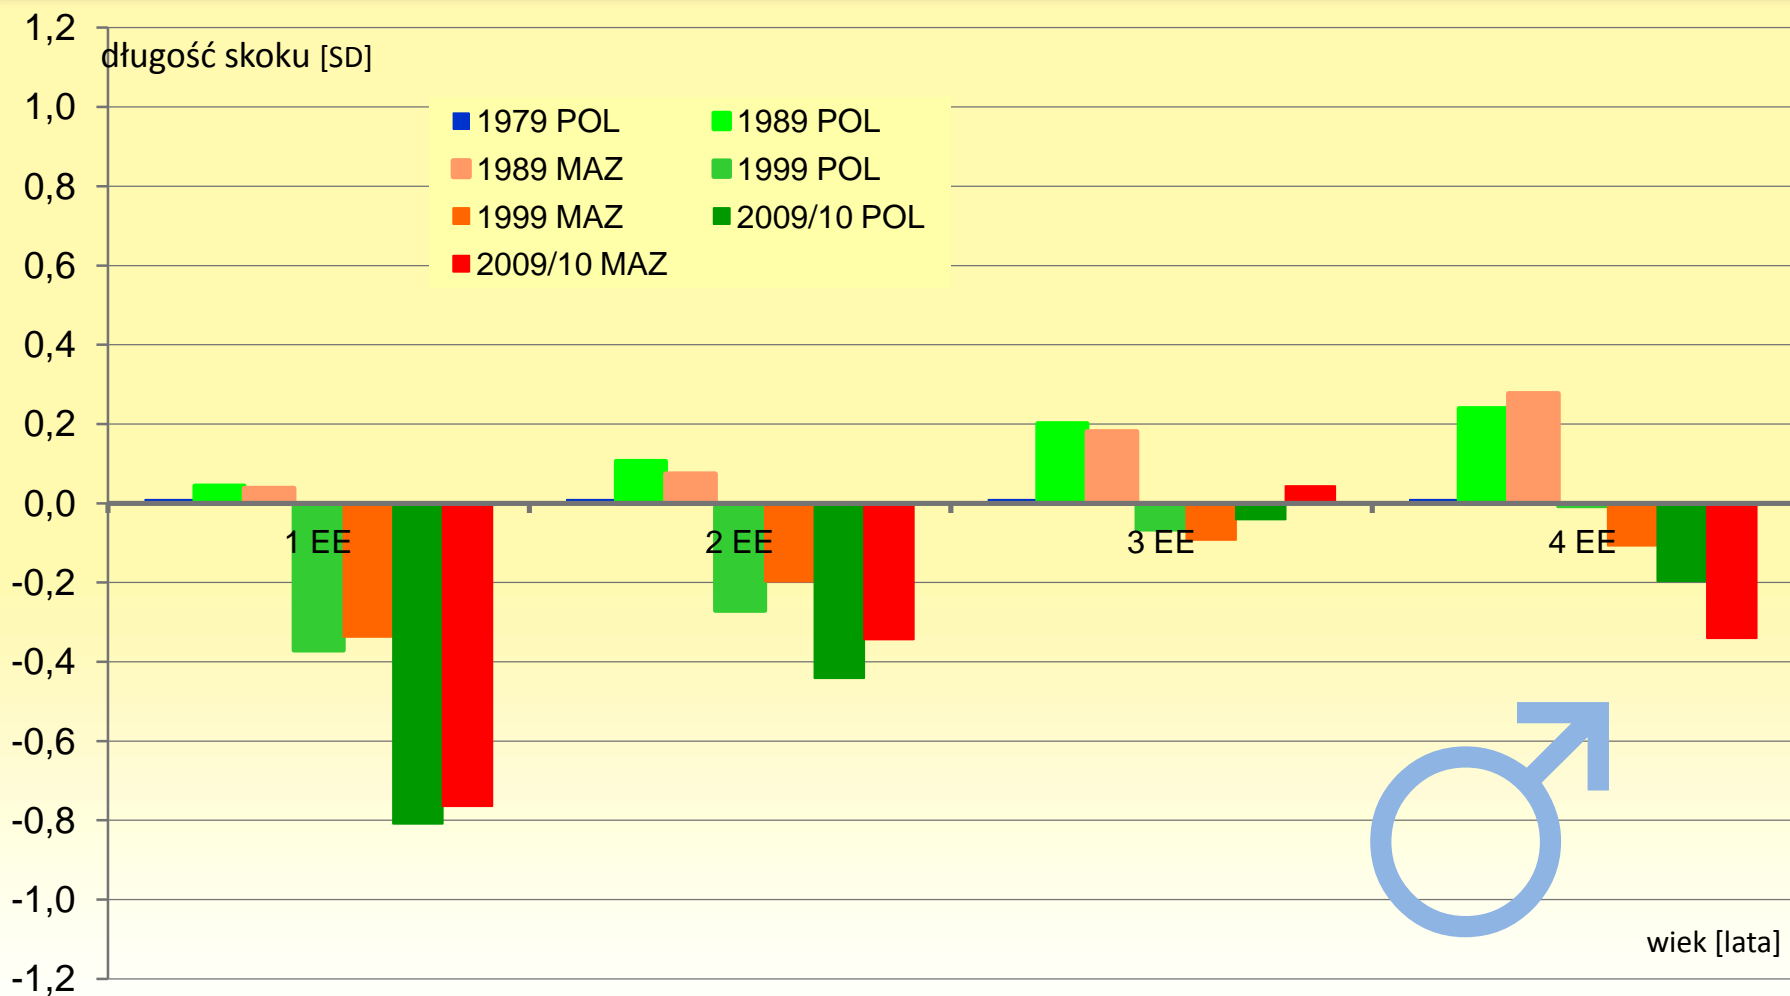 1,2
długość skoku [SD]
1,0
1979 POL 1989 POL
0,8
1989 MAZ 1999 POL
1999 MAZ 2009/10 POL
0,6
2009/10 MAZ
0,4
0,2
0,0
1 EE 2 EE 3 EE 4 EE
-0,2
-0,4
-0,6
-0,8
-1,0
wiek [lata]
-1,2